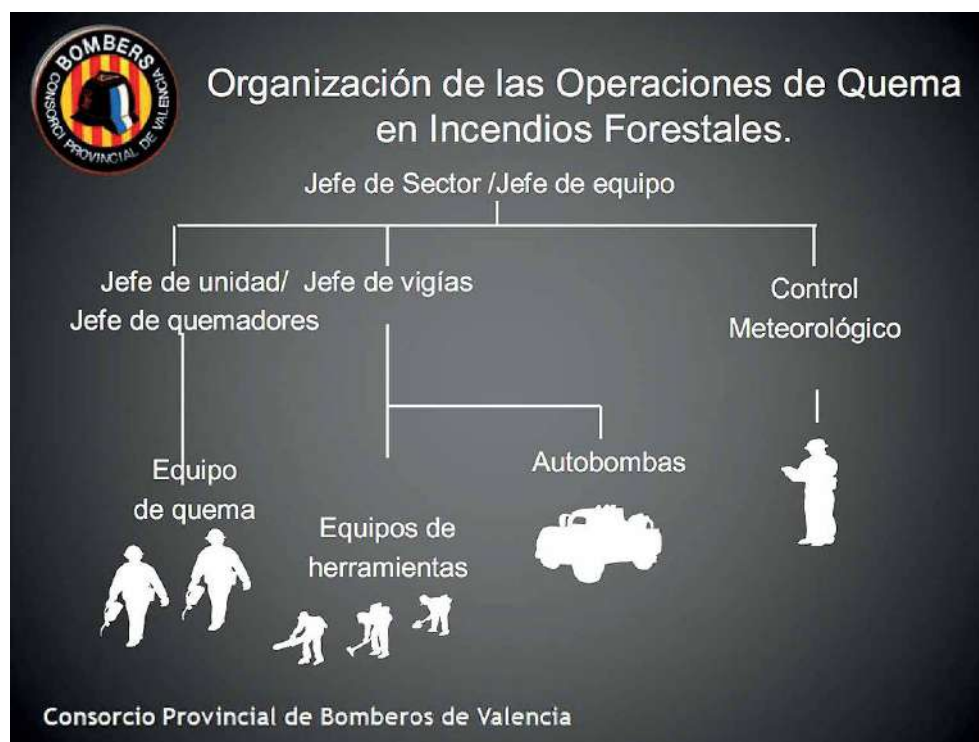 BOMBERS
CONSORCI PROVINCIAL DE VALENCIA
Organización de las Operaciones de Quema
en Incendios Forestales.
Jefe de Sector /Jefe de equipo
Jefe de unidad/
Jefe de quemadores
Jefe de vigías
Control
Meteorológico
Equipo
de quema
Equipos de
herramientas
Autobombas
Consorcio Provincial de Bomberos de Valencia